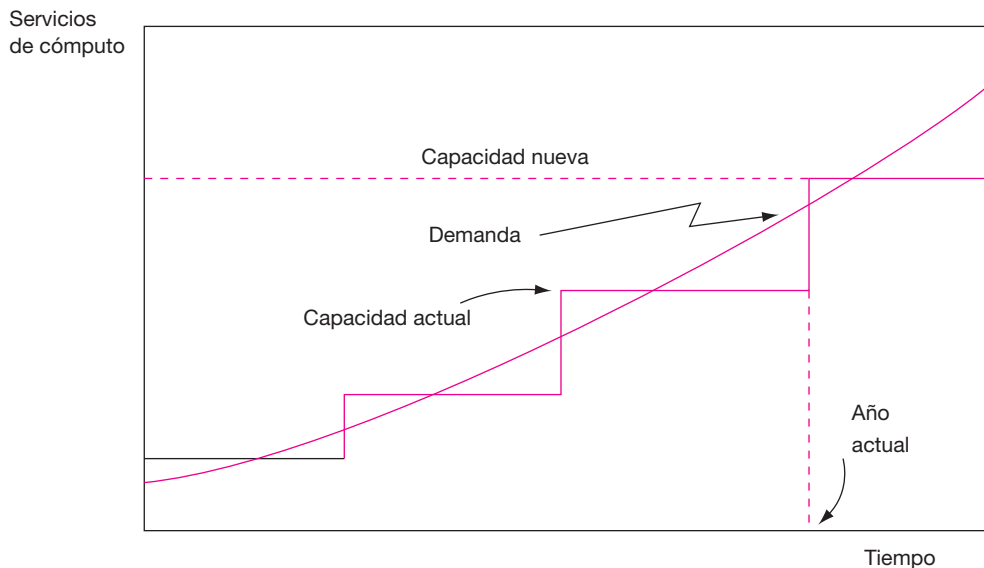 Servicios
de cómputo
Capacidad nueva
Demanda
Capacidad actual
Año
actual
Tiempo